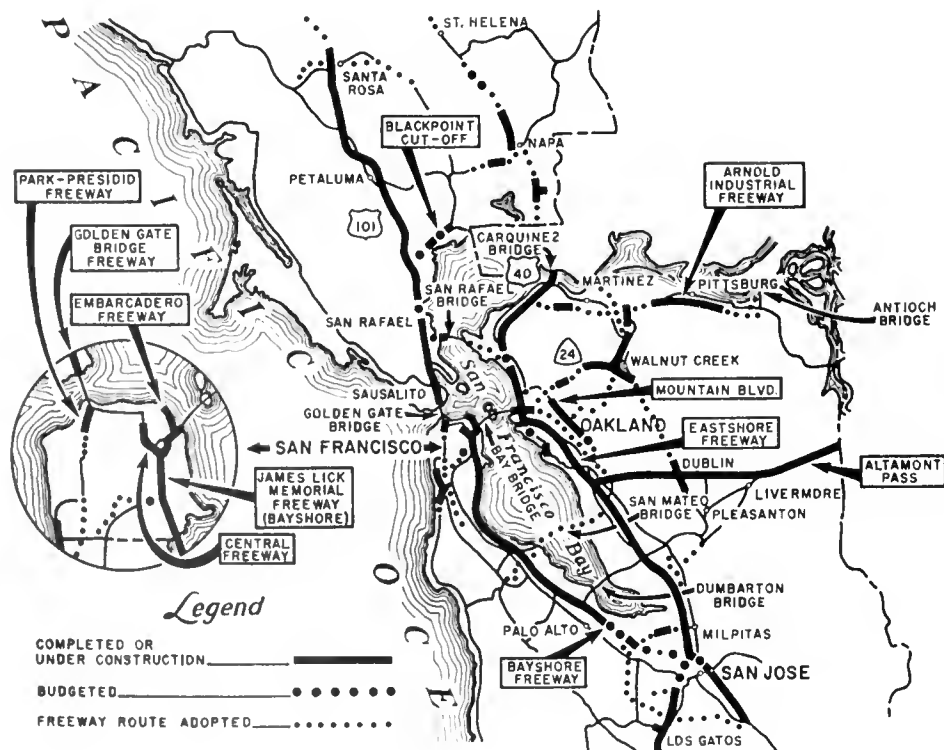 ST. HELENA
SANTA
ROSA
BLACKPOINT
CUT-OFF
NAPA
PETALUMA
PARK-PRESIDID
FREEWAY
ARNOLD
INDUSTRIAL
FREEWAY
101
GOLDEN GATE
BRIDGE
FREEWAY
CARQUINEZ
BRIDGE
40
MARTINEZ
PITTSBURG
SAN RAFAEL
BRIDGE
EMBARCADERO
FREEWAY
SAN RAFAEL
ANTIOCH
BRIDGE
24
WALNUT CREEK
SAUSALITO
GOLDEN GATE
BRIDGE
MOUNTAIN BLVD.
OAKLAND
EASTSHORE
FREEWAY
SAN FRANCISCO
DUBLIN
ALTAMONT
PASS
BAY
BRIDGE
San Francisco Bay
JAMES LICK
MEMORIAL
FREEWAY
(BAYSHORE)
LIVERMDRE
SAN MATEO
BRIDGE
PLEASANTON
CENTRAL
FREEWAY
PACIFIC
OCE
DUMBARTON
BRIDGE
PALO ALTO
MILPITAS
BAYSHORE
FREEWAY
SAN JOSE
LDS GATOS
Legend
COMPLETED OR
UNDER CONSTRUCTION
BUDGETED
FREEWAY ROUTE ADOPTED